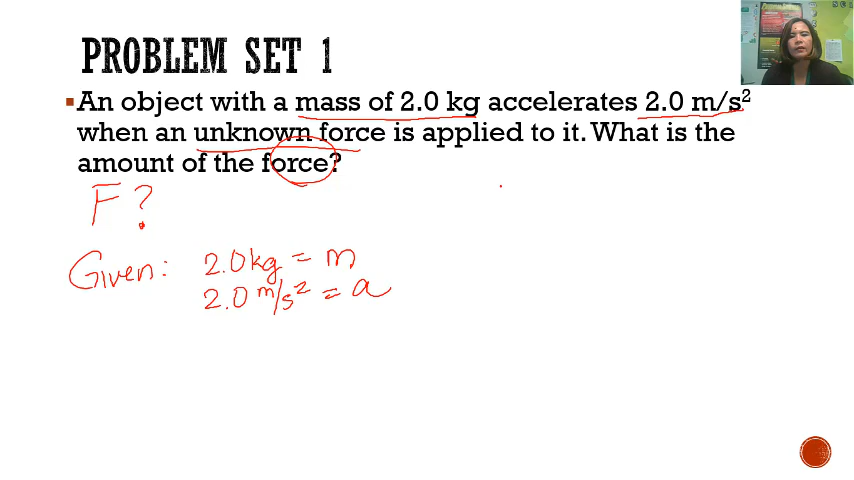 PROBLEM SET 1
▪An object with a mass of 2.0 kg accelerates 2.0 m/s²
when an unknown force is applied to it. What is the
amount of the force?
F?
Given: 2.0kg = m
2.0 m/s² = a